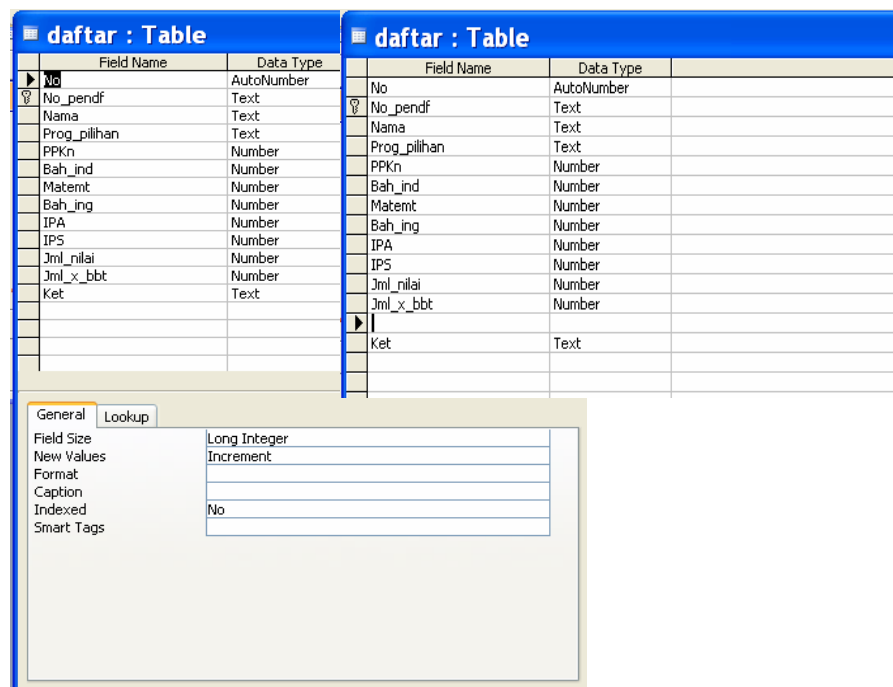 daftar : Table
Field Name Data Type
No AutoNumber
No_pendf Text
Nama Text
Prog_pilihan Text
PPKn Number
Bah_ind Number
Matemt Number
Bah_ing Number
IPA Number
IPS Number
Jml_nilai Number
Jml_x_bbt Number
Ket Text
daftar : Table
Field Name Data Type
No AutoNumber
No_pendf Text
Nama Text
Prog_pilihan Text
PPKn Number
Bah_ind Number
Matemt Number
Bah_ing Number
IPA Number
IPS Number
Jml_nilai Number
Jml_x_bbt Number
Ket Text
General Lookup
Field Size Long Integer
New Values Increment
Format
Caption
Indexed No
Smart Tags